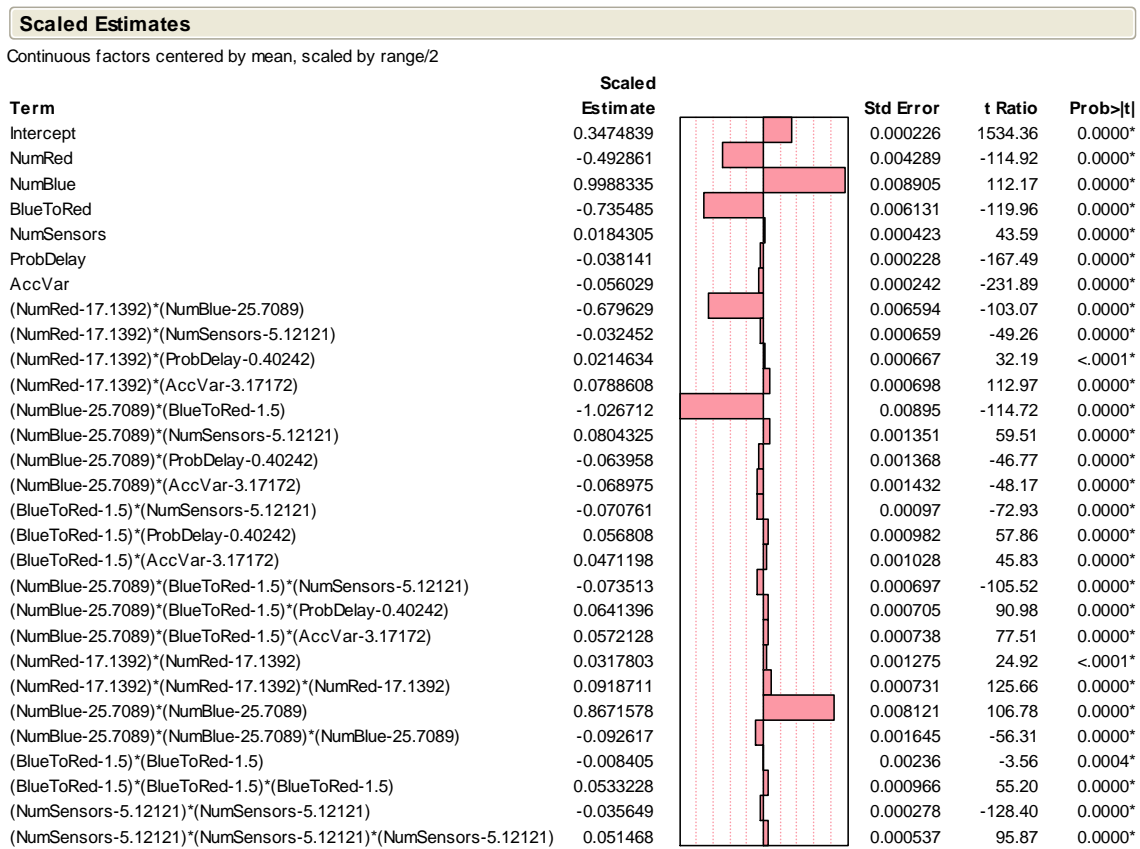 Scaled Estimates
Continuous factors centered by mean, scaled by range/2
Scaled
Term Estimate Std Error t Ratio Prob>|t|
Intercept 0.3474839 0.000226 1534.36 0.0000*
NumRed -0.492861 0.004289 -114.92 0.0000*
NumBlue 0.9988335 0.008905 112.17 0.0000*
BlueToRed -0.735485 0.006131 -119.96 0.0000*
NumSensors 0.0184305 0.000423 43.59 0.0000*
ProbDelay -0.038141 0.000228 -167.49 0.0000*
AccVar -0.056029 0.000242 -231.89 0.0000*
(NumRed-17.1392)*(NumBlue-25.7089) -0.679629 0.006594 -103.07 0.0000*
(NumRed-17.1392)*(NumSensors-5.12121) -0.032452 0.000659 -49.26 0.0000*
(NumRed-17.1392)*(ProbDelay-0.40242) 0.0214634 0.000667 32.19 <.0001*
(NumRed-17.1392)*(AccVar-3.17172) 0.0788608 0.000698 112.97 0.0000*
(NumBlue-25.7089)*(BlueToRed-1.5) -1.026712 0.00895 -114.72 0.0000*
(NumBlue-25.7089)*(NumSensors-5.12121) 0.0804325 0.001351 59.51 0.0000*
(NumBlue-25.7089)*(ProbDelay-0.40242) -0.063958 0.001368 -46.77 0.0000*
(NumBlue-25.7089)*(AccVar-3.17172) -0.068975 0.001432 -48.17 0.0000*
(BlueToRed-1.5)*(NumSensors-5.12121) -0.070761 0.00097 -72.93 0.0000*
(BlueToRed-1.5)*(ProbDelay-0.40242) 0.056808 0.000982 57.86 0.0000*
(BlueToRed-1.5)*(AccVar-3.17172) 0.0471198 0.001028 45.83 0.0000*
(NumBlue-25.7089)*(BlueToRed-1.5)*(NumSensors-5.12121) -0.073513 0.000697 -105.52 0.0000*
(NumBlue-25.7089)*(BlueToRed-1.5)*(ProbDelay-0.40242) 0.0641396 0.000705 90.98 0.0000*
(NumBlue-25.7089)*(BlueToRed-1.5)*(AccVar-3.17172) 0.0572128 0.000738 77.51 0.0000*
(NumRed-17.1392)*(NumRed-17.1392) 0.0317803 0.001275 24.92 <.0001*
(NumRed-17.1392)*(NumRed-17.1392)*(NumRed-17.1392) 0.0918711 0.000731 125.66 0.0000*
(NumBlue-25.7089)*(NumBlue-25.7089) 0.8671578 0.008121 106.78 0.0000*
(NumBlue-25.7089)*(NumBlue-25.7089)*(NumBlue-25.7089) -0.092617 0.001645 -56.31 0.0000*
(BlueToRed-1.5)*(BlueToRed-1.5) -0.008405 0.00236 -3.56 0.0004*
(BlueToRed-1.5)*(BlueToRed-1.5)*(BlueToRed-1.5) 0.0533228 0.000966 55.20 0.0000*
(NumSensors-5.12121)*(NumSensors-5.12121) -0.035649 0.000278 -128.40 0.0000*
(NumSensors-5.12121)*(NumSensors-5.12121)*(NumSensors-5.12121) 0.051468 0.000537 95.87 0.0000*